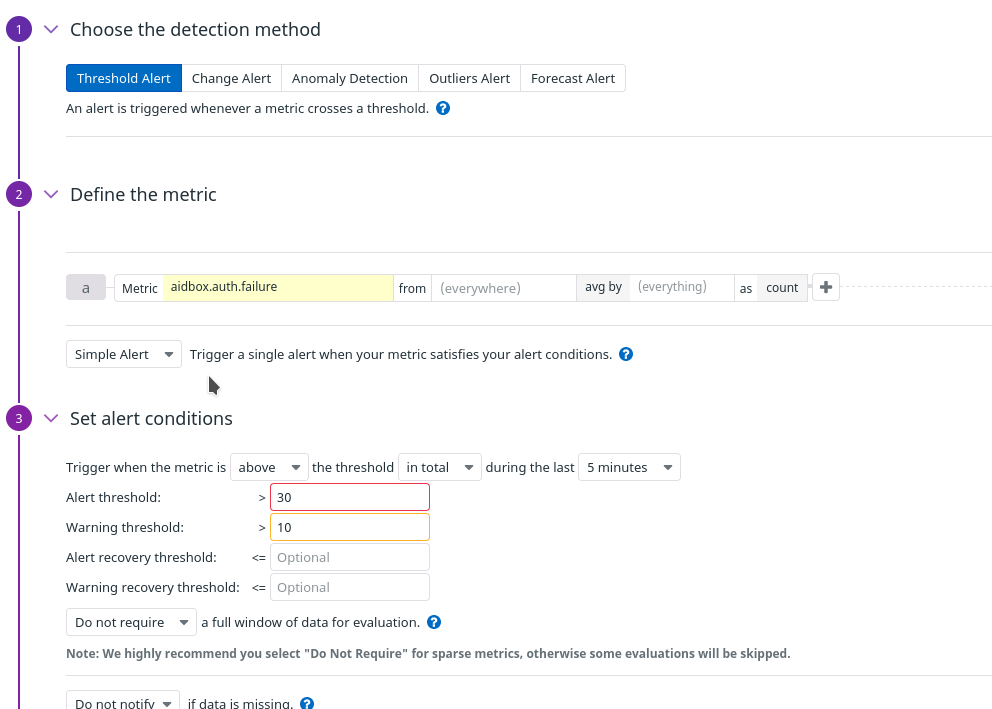 1 Choose the detection method
Threshold Alert Change Alert Anomaly Detection Outliers Alert Forecast Alert
An alert is triggered whenever a metric crosses a threshold. ?
2 Define the metric
a Metric aidbox.auth.failure from (everywhere) avg by (everything) as count +
Simple Alert Trigger a single alert when your metric satisfies your alert conditions. ?
3 Set alert conditions
Trigger when the metric is above the threshold in total during the last 5 minutes
Alert threshold: > 30
Warning threshold: > 10
Alert recovery threshold: <= Optional
Warning recovery threshold: <= Optional
Do not require a full window of data for evaluation. ?
Note: We highly recommend you select "Do Not Require" for sparse metrics, otherwise some evaluations will be skipped.
Do not notify if data is missing. ?